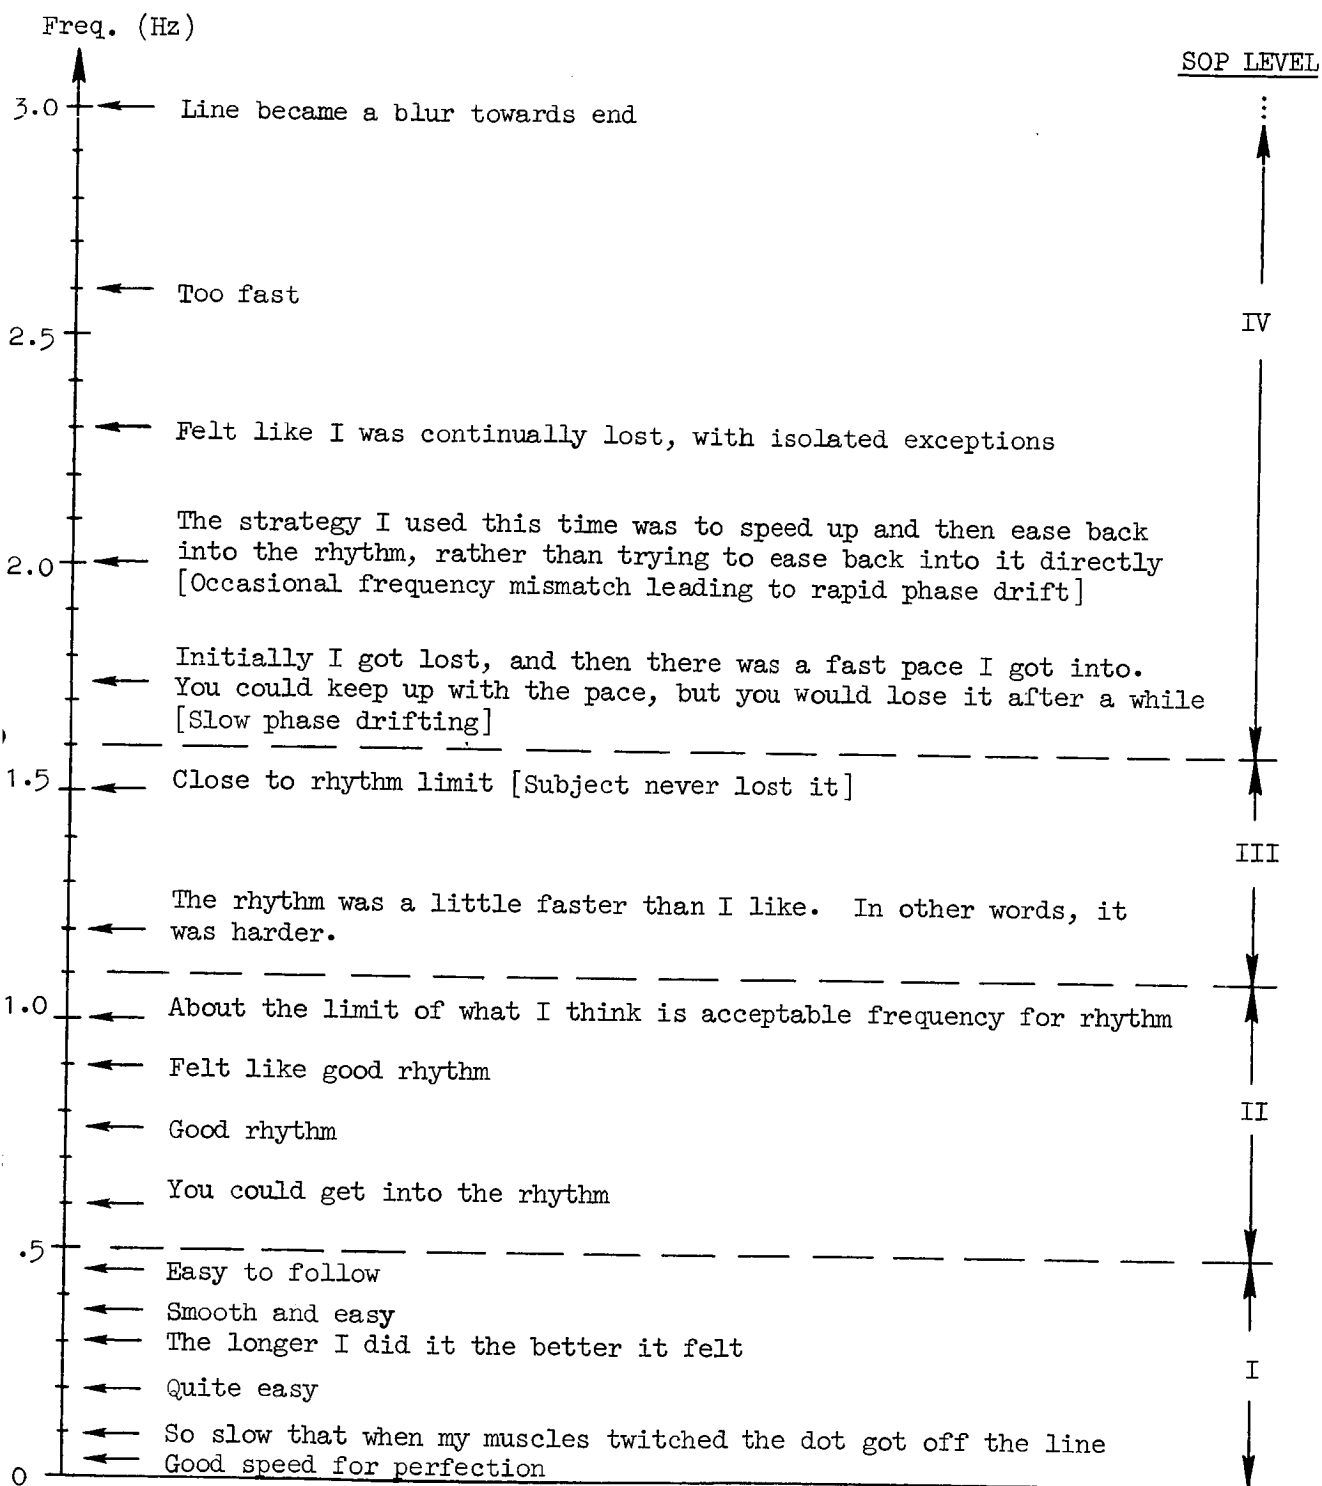 Freq. (Hz)
SOP LEVEL
3.0
Line became a blur towards end
Too fast
2.5
IV
Felt like I was continually lost, with isolated exceptions
The strategy I used this time was to speed up and then ease back
into the rhythm, rather than trying to ease back into it directly
2.0
[Occasional frequency mismatch leading to rapid phase drift]
Initially I got lost, and then there was a fast pace I got into.
You could keep up with the pace, but you would lose it after a while
[Slow phase drifting]
1.5
Close to rhythm limit [Subject never lost it]
III
The rhythm was a little faster than I like. In other words, it
was harder.
1.0
About the limit of what I think is acceptable frequency for rhythm
Felt like good rhythm
II
Good rhythm
You could get into the rhythm
.5
Easy to follow
Smooth and easy
The longer I did it the better it felt
I
Quite easy
So slow that when my muscles twitched the dot got off the line
Good speed for perfection
0